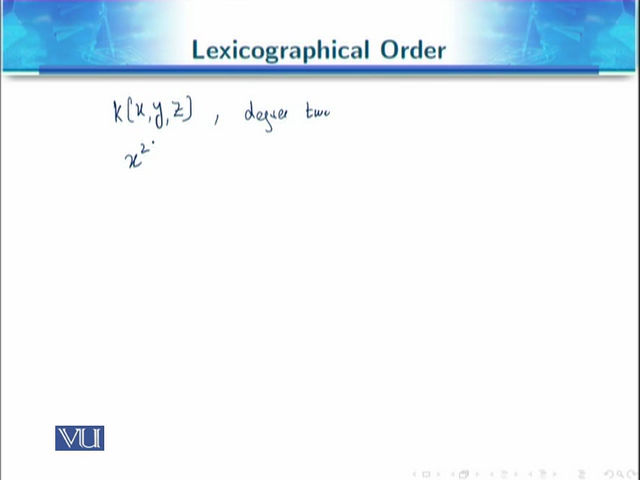 Lexicographical Order
k[x,y,z] , degree two
x²
VU